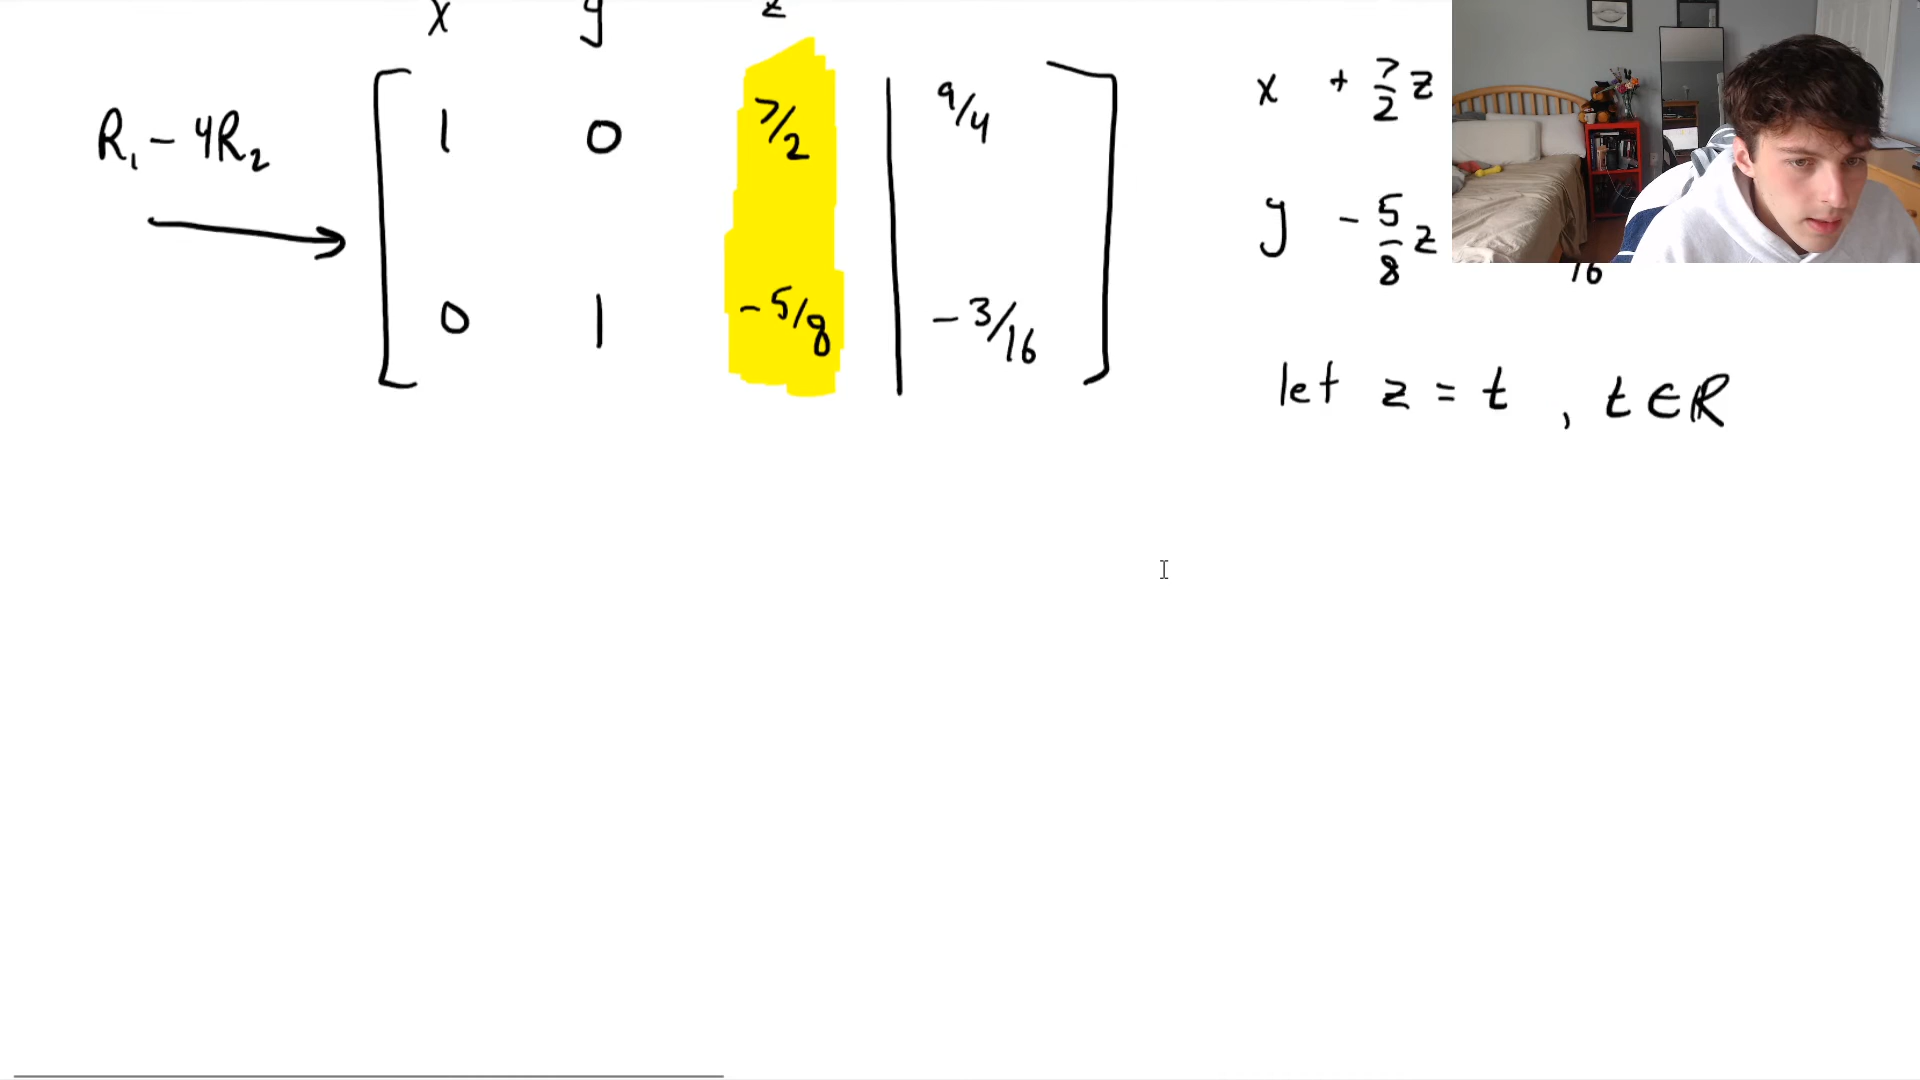 x y z
R₁ - 4R₂
1 0 7/2 9/4
0 1 -5/8 -3/16
x + 7/2 z
y - 5/8 z
16
let z = t , t ∈ ℝ